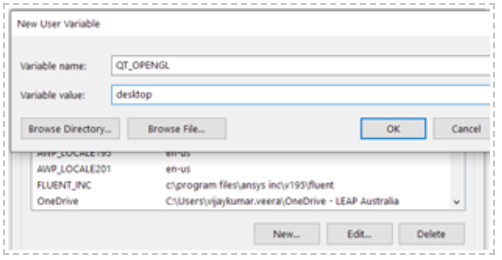 New User Variable
Variable name: QT_OPENGL
Variable value: desktop
Browse Directory... Browse File... OK Cancel
AWP_LOCALE195 en-us
AWP_LOCALE201 en-us
FLUENT_INC c:\program files\ansys inc\v195\fluent
OneDrive C:\Users\vijaykumar.veera\OneDrive - LEAP Australia
New... Edit... Delete